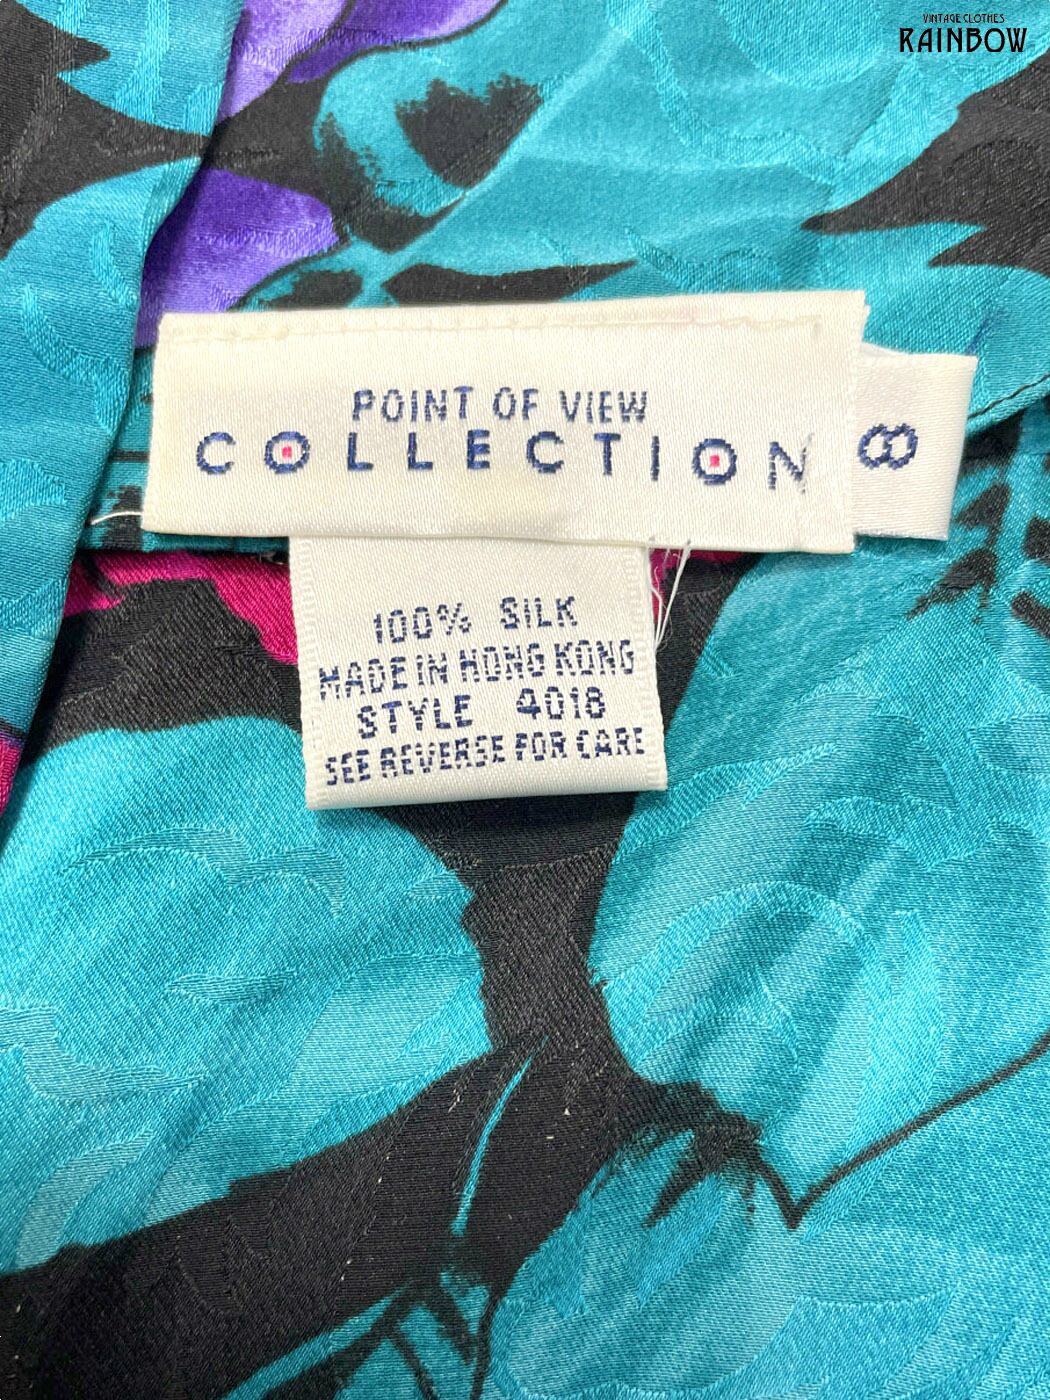 VINTAGE CLOTHES
RAINBOW
POINT OF VIEW
COLLECTION
8
100% SILK
MADE IN HONG KONG
STYLE 4018
SEE REVERSE FOR CARE